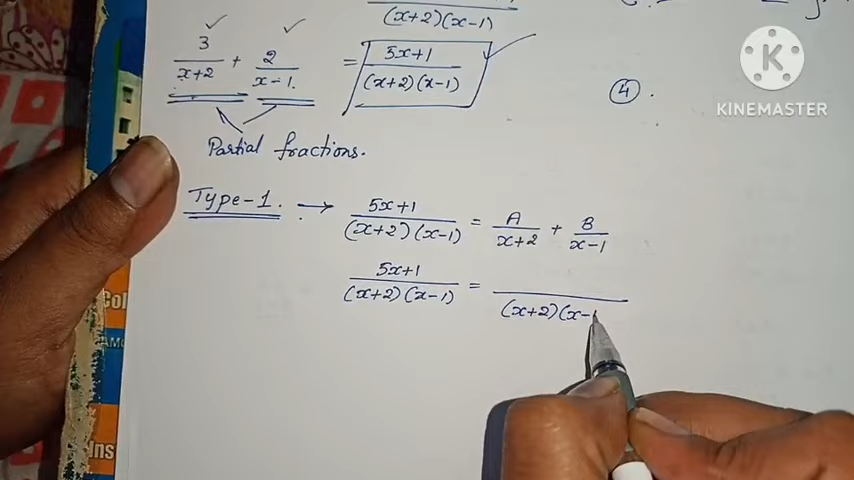 (x+2)(x-1)
3/(x+2) + 2/(x-1) = (5x+1)/((x+2)(x-1))
④.
K
KINEMASTER
Partial fractions.
Type-1. → (5x+1)/((x+2)(x-1)) = A/(x+2) + B/(x-1)
(5x+1)/((x+2)(x-1)) = /((x+2)(x-1